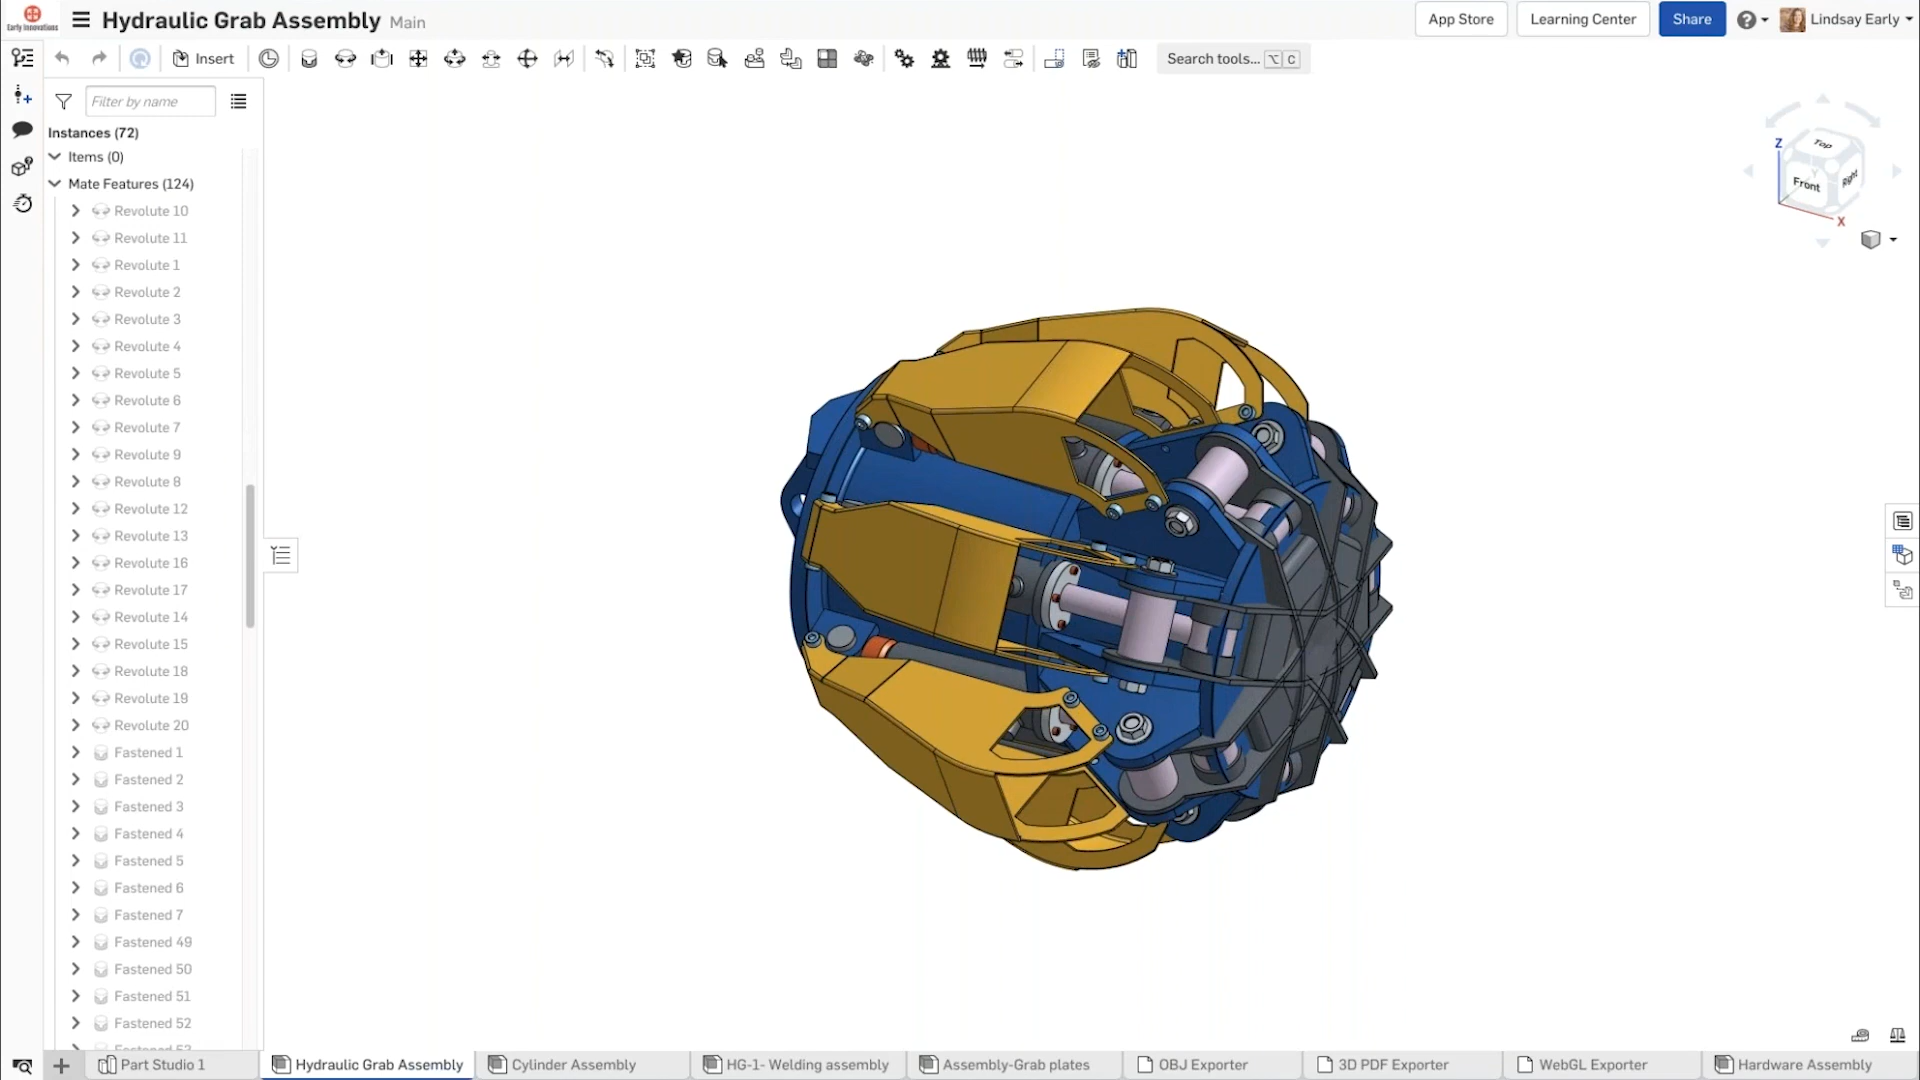 Early Innovations
Hydraulic Grab Assembly Main
App Store
Learning Center
Share
Lindsay Early
Insert
Search tools... ⌥ C
Filter by name
Instances (72)
Items (0)
Mate Features (124)
Revolute 10
Revolute 11
Revolute 1
Revolute 2
Revolute 3
Revolute 4
Revolute 5
Revolute 6
Revolute 7
Revolute 9
Revolute 8
Revolute 12
Revolute 13
Revolute 16
Revolute 17
Revolute 14
Revolute 15
Revolute 18
Revolute 19
Revolute 20
Fastened 1
Fastened 2
Fastened 3
Fastened 4
Fastened 5
Fastened 6
Fastened 7
Fastened 49
Fastened 50
Fastened 51
Fastened 52
Fastened 53
Z
Top
Y
Front
Right
X
Part Studio 1
Hydraulic Grab Assembly
Cylinder Assembly
HG-1- Welding assembly
Assembly-Grab plates
OBJ Exporter
3D PDF Exporter
WebGL Exporter
Hardware Assembly